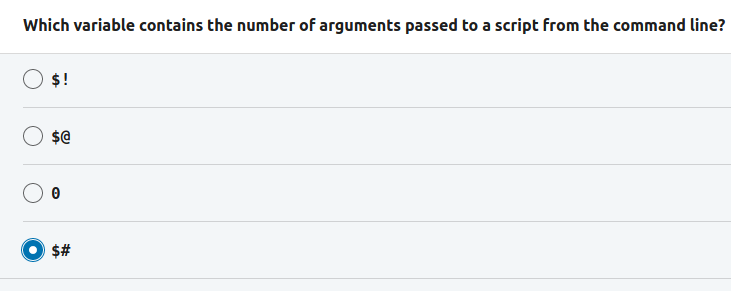 Which variable contains the number of arguments passed to a script from the command line?
$!
$@
0
$#